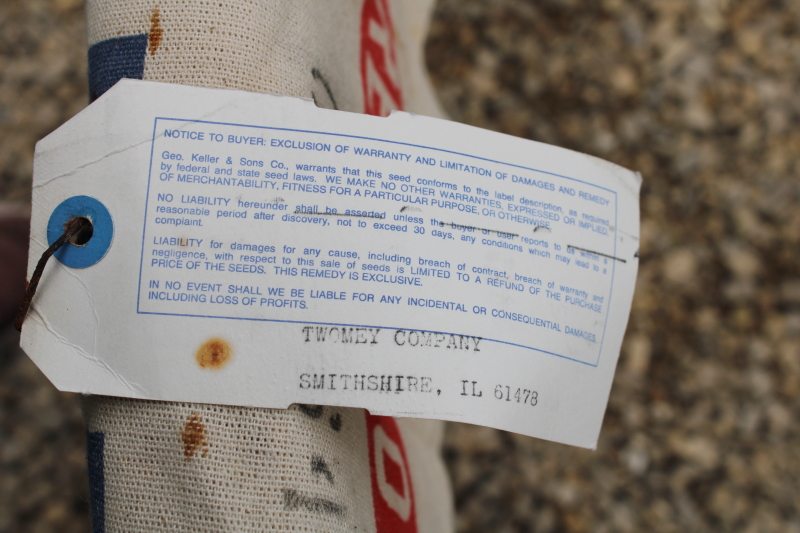 NOTICE TO BUYER: EXCLUSION OF WARRANTY AND LIMITATION OF DAMAGES AND REMEDY
Geo. Keller & Sons Co., warrants that this seed conforms to the label description, as required
by federal and state seed laws. WE MAKE NO OTHER WARRANTIES, EXPRESSED OR IMPLIED
OF MERCHANTABILITY, FITNESS FOR A PARTICULAR PURPOSE, OR OTHERWISE.
NO LIABILITY hereunder shall be asserted unless the buyer or user reports to us within a
reasonable period after discovery, not to exceed 30 days, any conditions which may lead to a
complaint.
LIABILITY for damages for any cause, including breach of contract, breach of warranty and
negligence, with respect to this sale of seeds is LIMITED TO A REFUND OF THE PURCHASE
PRICE OF THE SEEDS. THIS REMEDY IS EXCLUSIVE.
IN NO EVENT SHALL WE BE LIABLE FOR ANY INCIDENTAL OR CONSEQUENTIAL DAMAGES,
INCLUDING LOSS OF PROFITS.
TWOMEY COMPANY
SMITHSHIRE, IL 61478